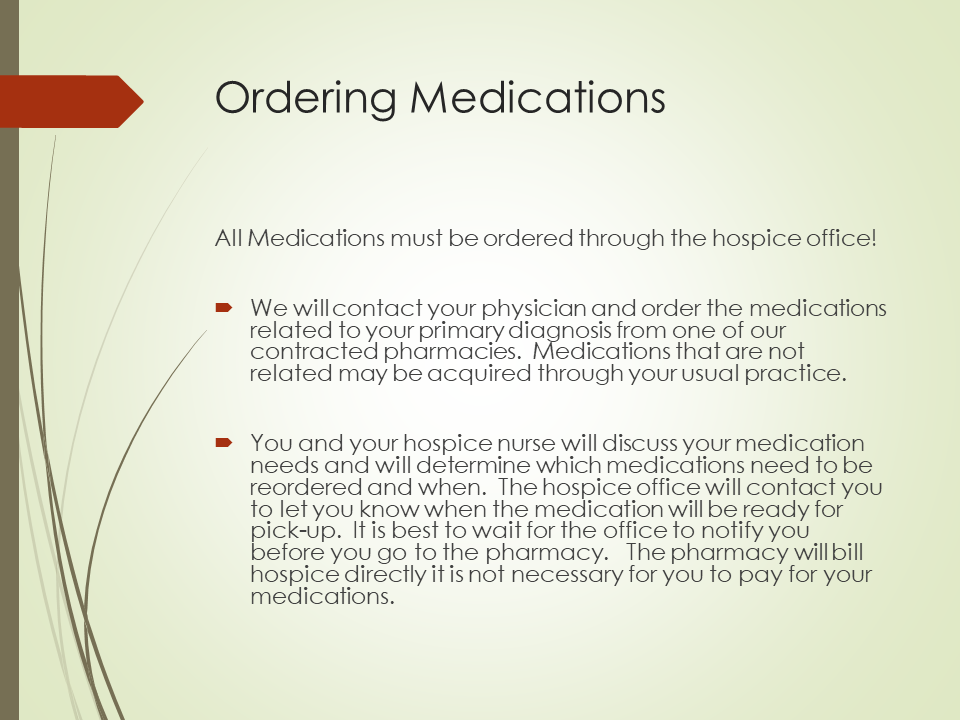 Ordering Medications
All Medications must be ordered through the hospice office!
We will contact your physician and order the medications
related to your primary diagnosis from one of our
contracted pharmacies.  Medications that are not
related may be acquired through your usual practice.
You and your hospice nurse will discuss your medication
needs and will determine which medications need to be
reordered and when.  The hospice office will contact you
to let you know when the medication will be ready for
pick-up.  It is best to wait for the office to notify you
before you go to the pharmacy.   The pharmacy will bill
hospice directly it is not necessary for you to pay for your
medications.